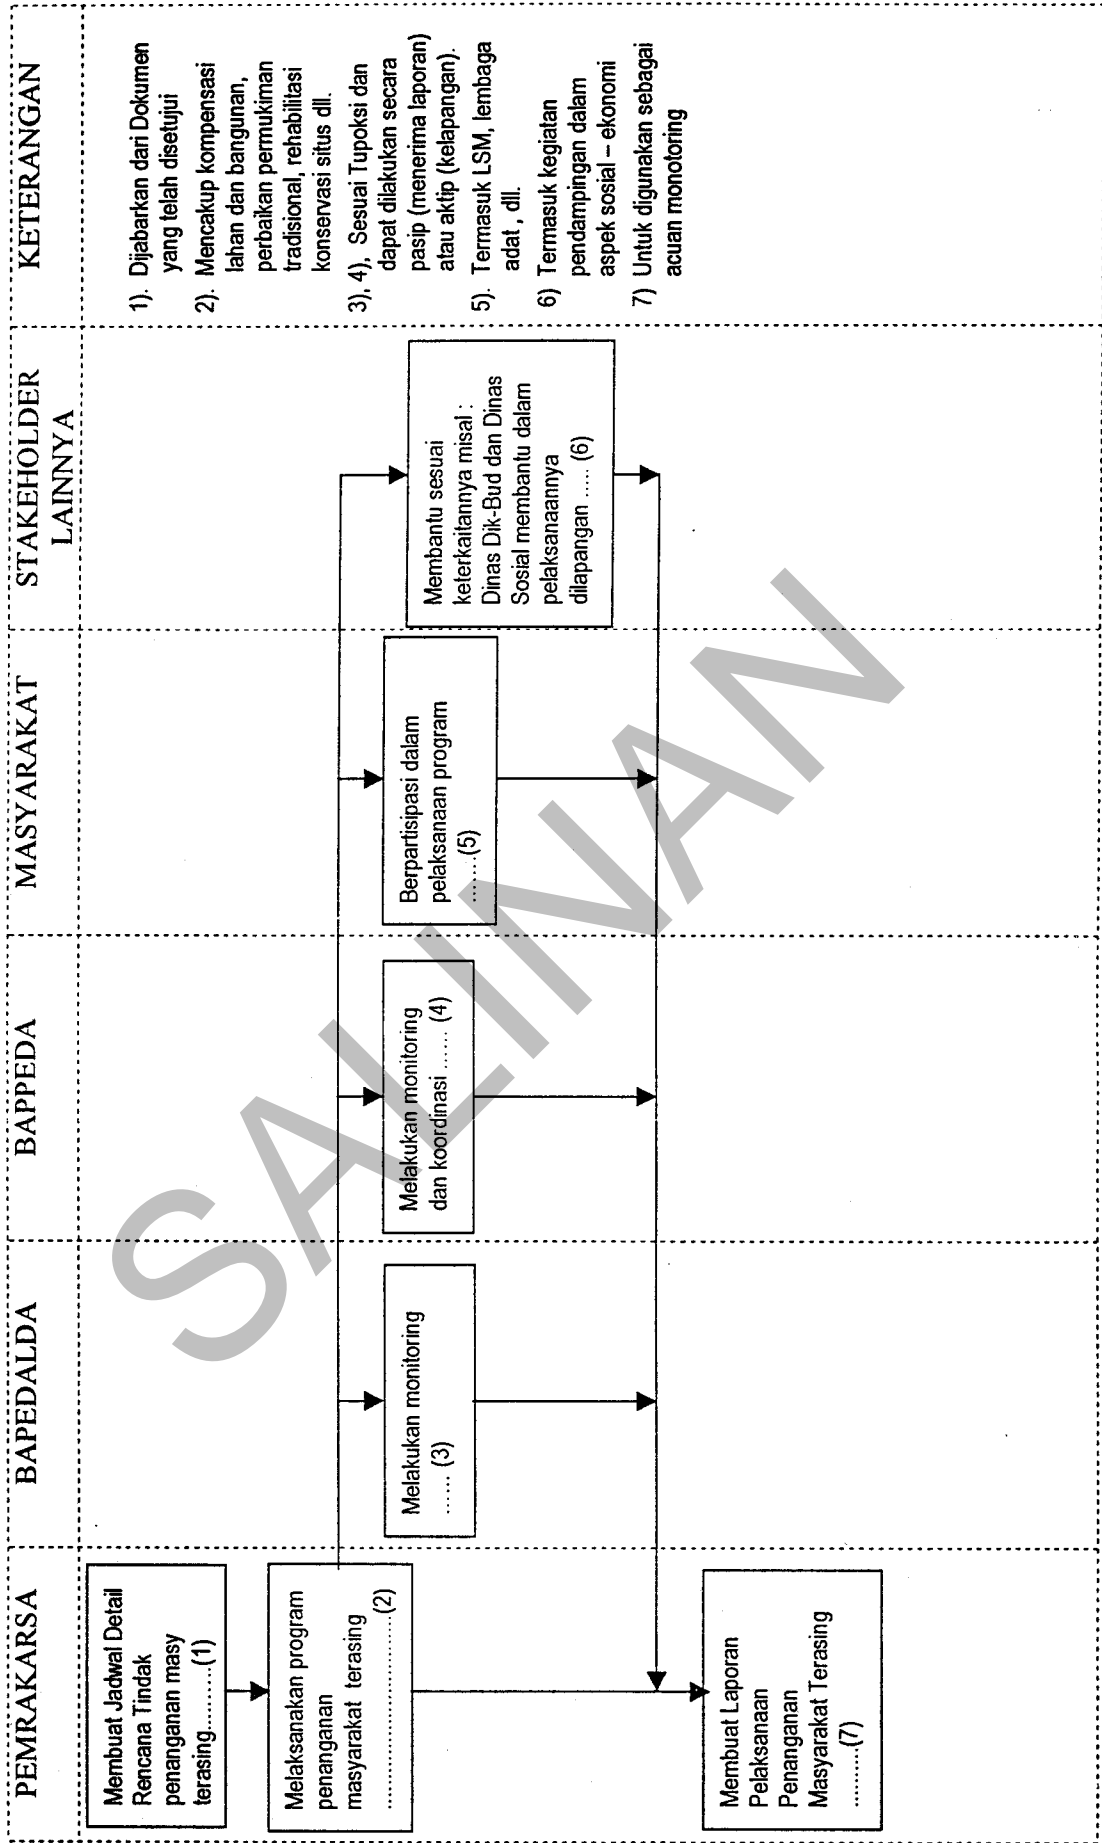 PEMRAKARSA
BAPEDALDA
BAPPEDA
MASYARAKAT
STAKEHOLDER
LAINNYA
KETERANGAN
Membuat Jadwal Detail
Rencana Tindak
penanganan masy
terasing.........(1)
Melaksanakan program
penanganan
masyarakat terasing
............................(2)
Melakukan monitoring
...... (3)
Melakukan monitoring
dan koordinasi ...... (4)
Berpartisipasi dalam
pelaksanaan program
........(5)
Membantu sesuai
keterkaitannya misal :
Dinas Dik-Bud dan Dinas
Sosial membantu dalam
pelaksanaannya
dilapangan ..... (6)
Membuat Laporan
Pelaksanaan
Penanganan
Masyarakat Terasing
...........(7)
1). Dijabarkan dari Dokumen
yang telah disetujui
2). Mencakup kompensasi
lahan dan bangunan,
perbaikan permukiman
tradisional, rehabilitasi
konservasi situs dll.
3), 4), Sesuai Tupoksi dan
dapat dilakukan secara
pasip (menerima laporan)
atau aktip (kelapangan).
5). Termasuk LSM, lembaga
adat , dll.
6) Termasuk kegiatan
pendampingan dalam
aspek sosial – ekonomi
7) Untuk digunakan sebagai
acuan monotoring
SALINAN